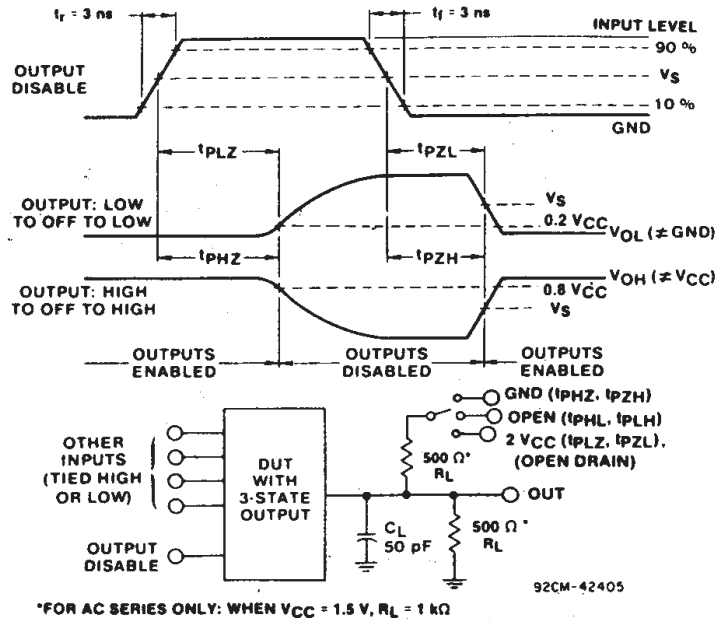 tr = 3 ns
tf = 3 ns
INPUT LEVEL
90 %
VS
10 %
GND
OUTPUT
DISABLE
tPLZ
tPZL
OUTPUT: LOW
TO OFF TO LOW
VS
0.2 VCC
VOL (≠ GND)
tPHZ
tPZH
OUTPUT: HIGH
TO OFF TO
HIGH
VOH (≠ VCC)
0.8 VCC
VS
OUTPUTS
ENABLED
OUTPUTS
DISABLED
OUTPUTS
ENABLED
GND (tPHZ, tPZH)
OPEN (tPHL, tPLH)
2 VCC (tPLZ, tPZL),
(OPEN DRAIN)
OTHER
INPUTS
(TIED HIGH
OR LOW)
DUT
WITH
3-STATE
OUTPUT
500 Ω*
RL
OUT
OUTPUT
DISABLE
CL
50 pF
500 Ω*
RL
92CM-42405
*FOR AC SERIES ONLY: WHEN VCC = 1.5 V, RL = 1 kΩ